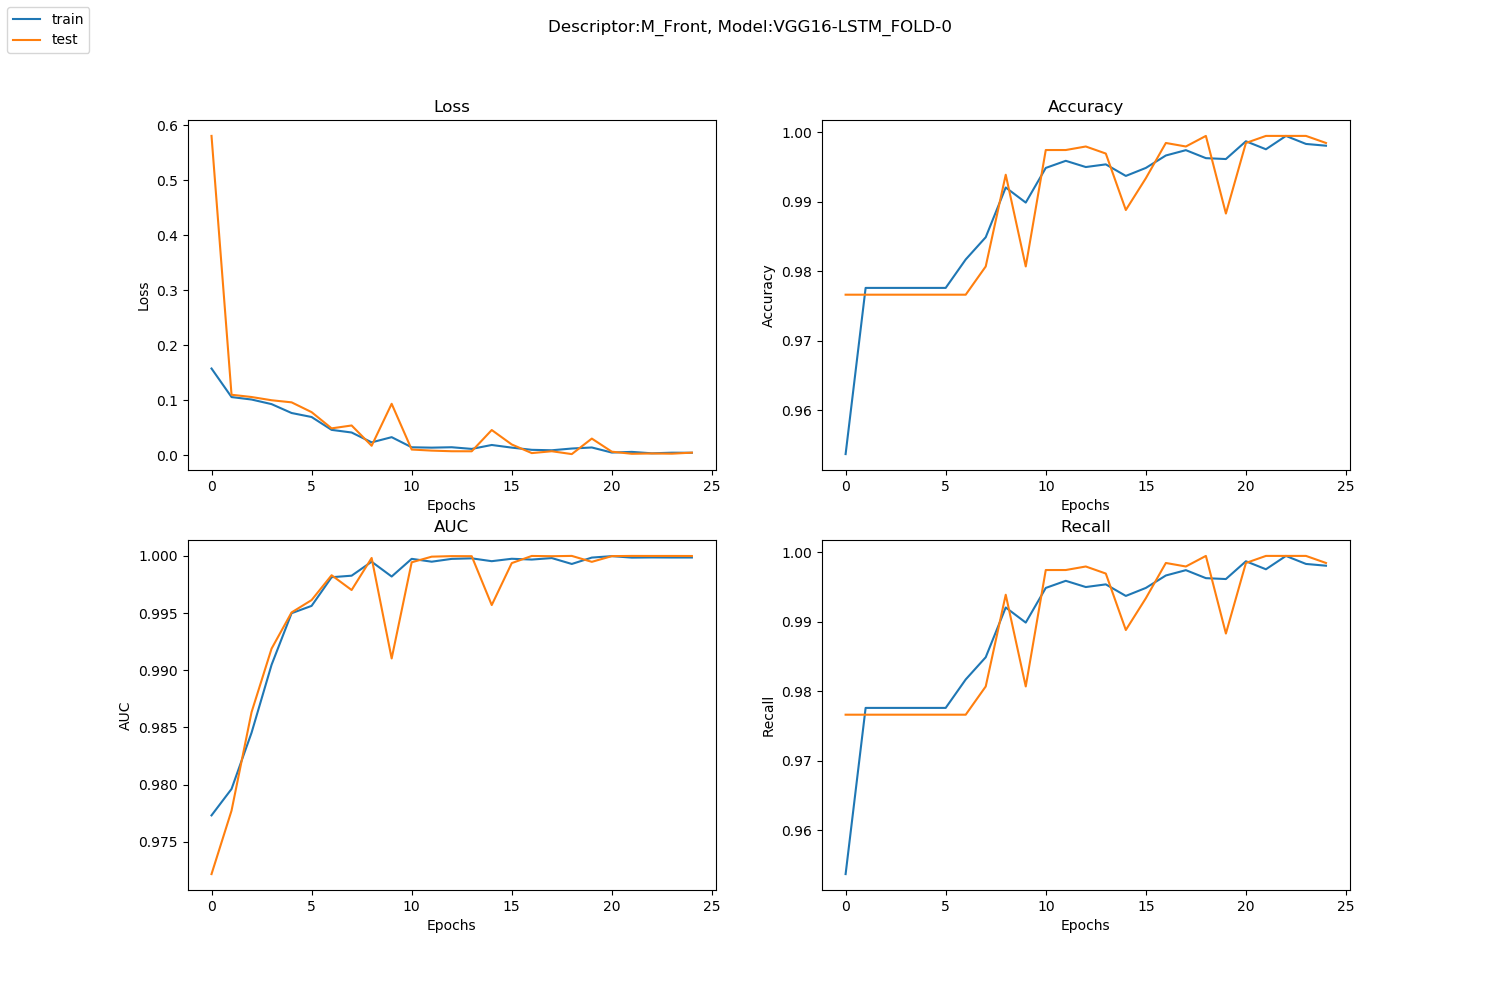 train
test
Descriptor:M_Front, Model:VGG16-LSTM_FOLD-0
Loss
0.6
0.5
0.4
0.3
0.2
0.1
0.0
Loss
0 5 10 15 20 25
Epochs
Accuracy
1.00
0.99
0.98
0.97
0.96
Accuracy
0 5 10 15 20 25
Epochs
AUC
1.000
0.995
0.990
0.985
0.980
0.975
AUC
0 5 10 15 20 25
Epochs
Recall
1.00
0.99
0.98
0.97
0.96
Recall
0 5 10 15 20 25
Epochs